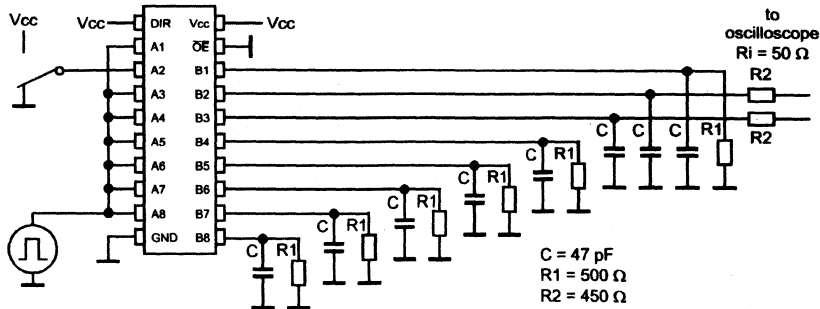 Vcc
Vcc
DIR
Vcc
Vcc
A1
OE
A2
B1
A3
B2
A4
B3
A5
B4
A6
B5
A7
B6
A8
B7
GND
B8
to
oscilloscope
Ri = 50 Ω
R2
R2
C
C
C
R1
C
R1
C
R1
C
R1
C
R1
C
R1
C = 47 pF
R1 = 500 Ω
R2 = 450 Ω